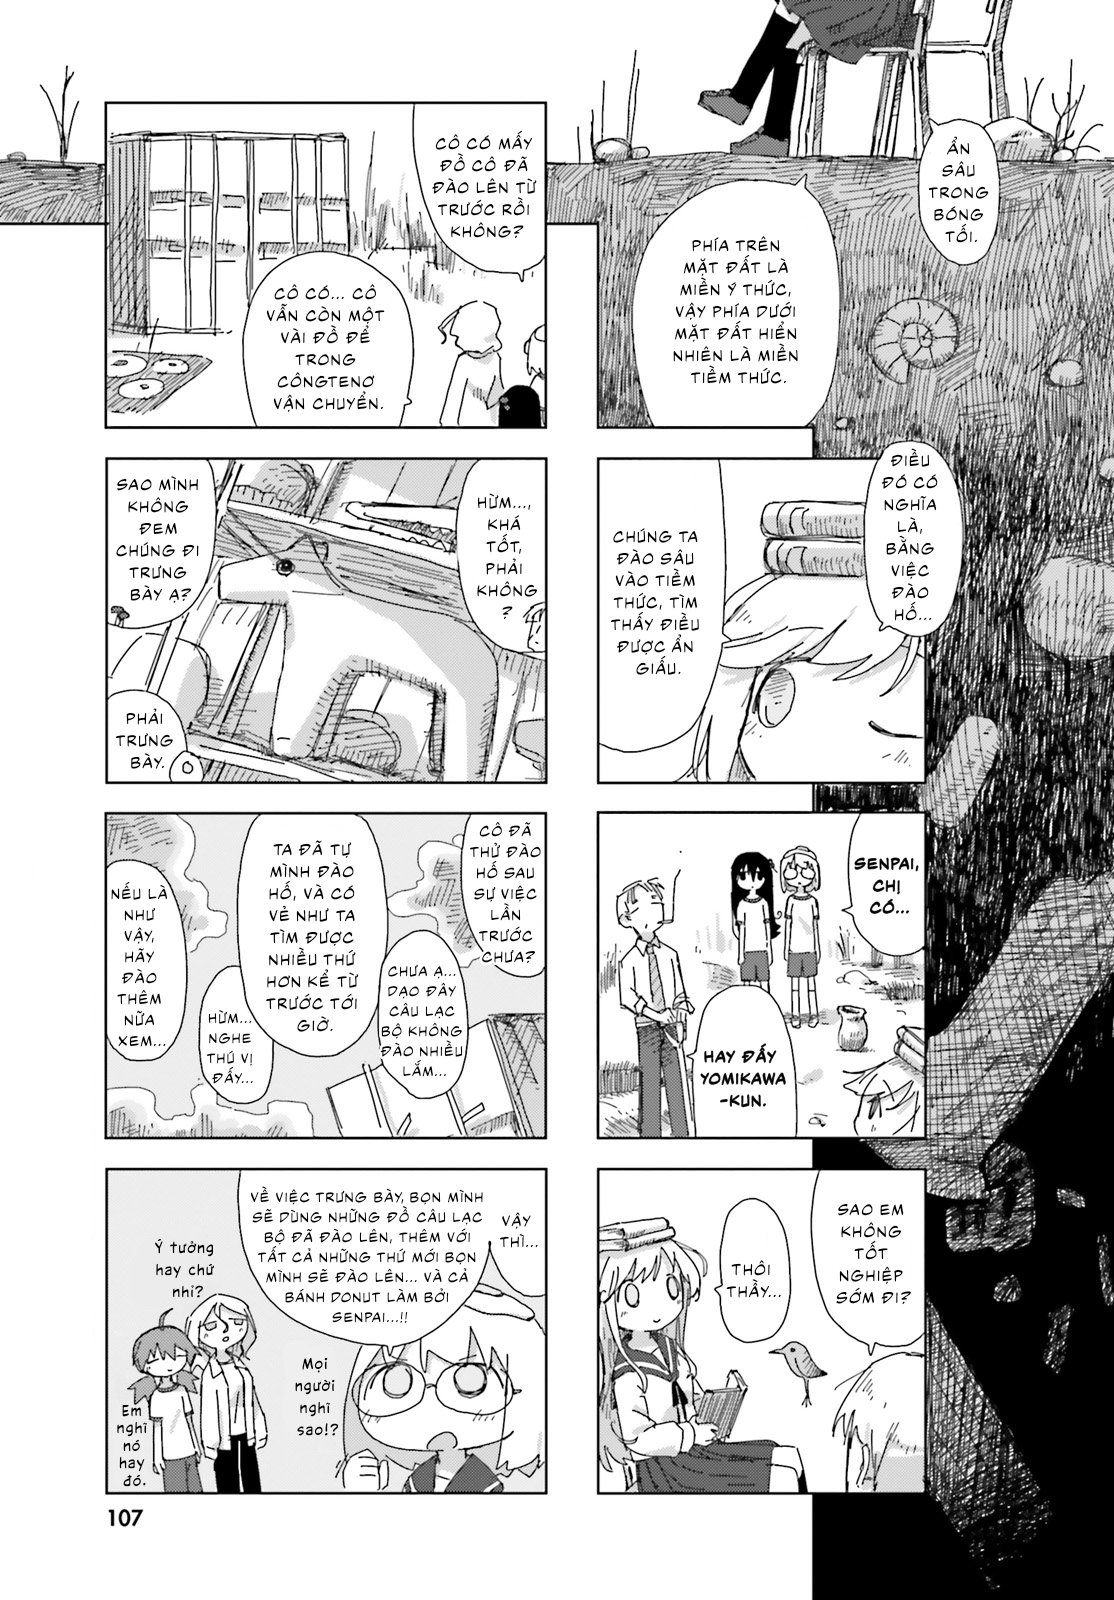 ẨN
SÂU
TRONG
BÓNG
TỐI.
PHÍA TRÊN
MẶT ĐẤT LÀ
MIỀN Ý THỨC,
VẬY PHÍA DƯỚI
MẶT ĐẤT HIỂN
NHIÊN LÀ MIỀN
TIỀM THỨC.
ĐIỀU
ĐÓ CÓ
NGHĨA
LÀ,
BẰNG
VIỆC
ĐÀO
HỐ...
CHÚNG TA
ĐÀO SÂU
VÀO TIỀM
THỨC, TÌM
THẤY ĐIỀU
ĐƯỢC ẨN
GIẤU.
SENPAI,
CHỊ
CÓ...
HAY ĐẤY
YOMIKAWA
-KUN.
SAO EM
KHÔNG
TỐT
NGHIỆP
SỚM ĐI?
THÔI
THẦY...
CÔ CÓ MẤY
ĐỒ CÔ ĐÃ
ĐÀO LÊN TỪ
TRƯỚC RỒI
KHÔNG?
CÔ CÓ... CÔ
VẪN CÒN MỘT
VÀI ĐỒ ĐỂ
TRONG
CÔNGTENƠ
VẬN CHUYỂN.
HỪM...,
KHÁ
TỐT,
PHẢI
KHÔNG
?
SAO MÌNH
KHÔNG
ĐEM
CHÚNG ĐI
TRƯNG
BÀY Ạ?
PHẢI
TRƯNG
BÀY.
CÔ ĐÃ
THỬ ĐÀO
HỐ SAU
SỰ VIỆC
LẦN
TRƯỚC
CHƯA?
CHƯA Ạ...
DẠO ĐÂY
CÂU LẠC
BỘ KHÔNG
ĐÀO NHIỀU
LẮM...
TA ĐÃ TỰ
MÌNH ĐÀO
HỐ, VÀ CÓ
VẺ NHƯ TA
TÌM ĐƯỢC
NHIỀU THỨ
HƠN KỂ TỪ
TRƯỚC TỚI
GIỜ.
HỪM...
NGHE
THÚ VỊ
ĐẤY...
NẾU LÀ
NHƯ
VẬY,
HÃY
ĐÀO
THÊM
NỮA
XEM...
VẬY
THÌ...
VỀ VIỆC TRƯNG BÀY, BỌN MÌNH
SẼ DÙNG NHỮNG ĐỒ CÂU LẠC
BỘ ĐÃ ĐÀO LÊN, THÊM VỚI
TẤT CẢ NHỮNG THỨ MỚI BỌN
MÌNH SẼ ĐÀO LÊN... VÀ CẢ
BÁNH DONUT LÀM BỞI
SENPAI...!!
Mọi
người
nghĩ
sao!?
Ý tưởng
hay chứ
nhỉ?
Em
nghĩ
nó
hay
đó.
107